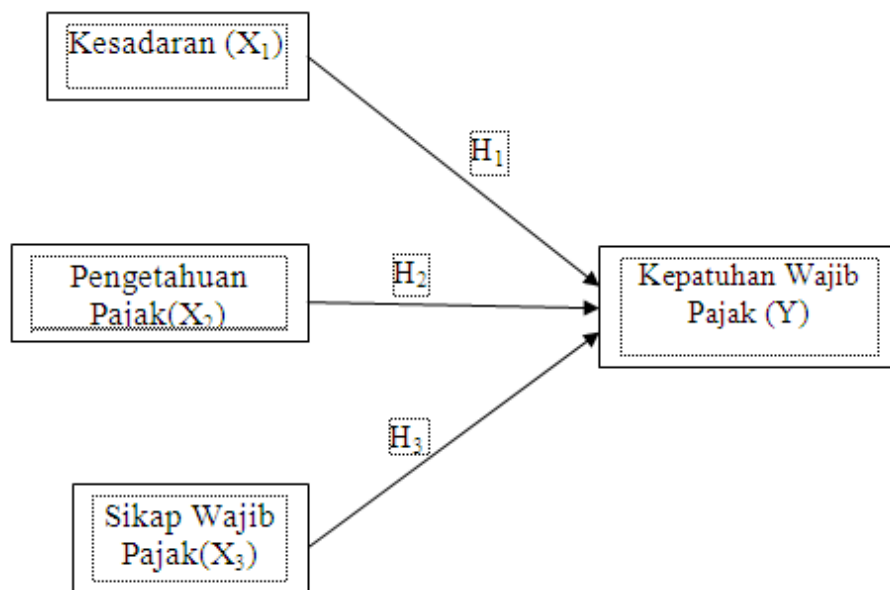 Kesadaran (X₁)
H₁
Pengetahuan
Pajak(X₂)
H₂
Kepatuhan Wajib
Pajak (Y)
H₃
Sikap Wajib
Pajak(X₃)